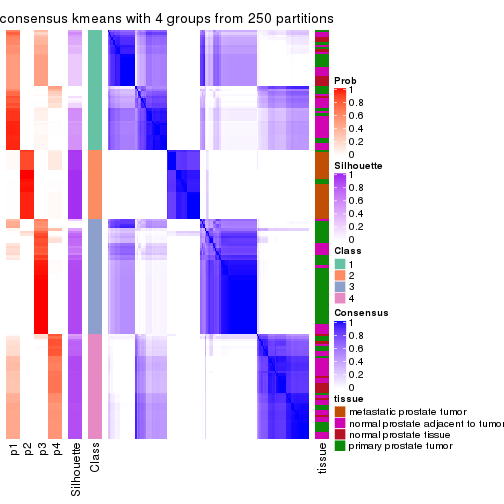 consensus kmeans with 4 groups from 250 partitions
Prob
1
0.8
0.6
0.4
0.2
0
Silhouette
1
0.8
0.6
0.4
0.2
0
Class
1
2
3
4
Consensus
1
0.8
0.6
0.4
0.2
0
tissue
metastatic prostate tumor
normal prostate adjacent to tumor
normal prostate tissue
primary prostate tumor
p1
p2
p3
p4
Silhouette
Class
tissue